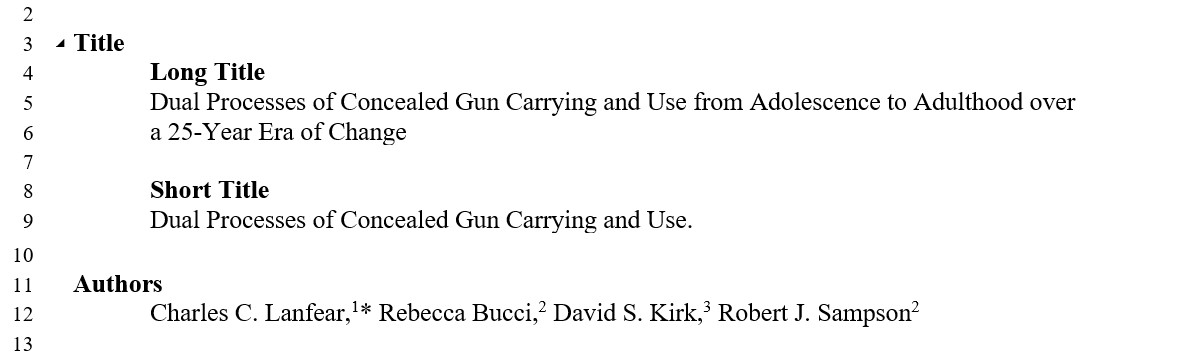 2
3 Title
4 Long Title
5 Dual Processes of Concealed Gun Carrying and Use from Adolescence to Adulthood over
6 a 25-Year Era of Change
7
8 Short Title
9 Dual Processes of Concealed Gun Carrying and Use.
10
11 Authors
12 Charles C. Lanfear,¹* Rebecca Bucci,² David S. Kirk,³ Robert J. Sampson²
13